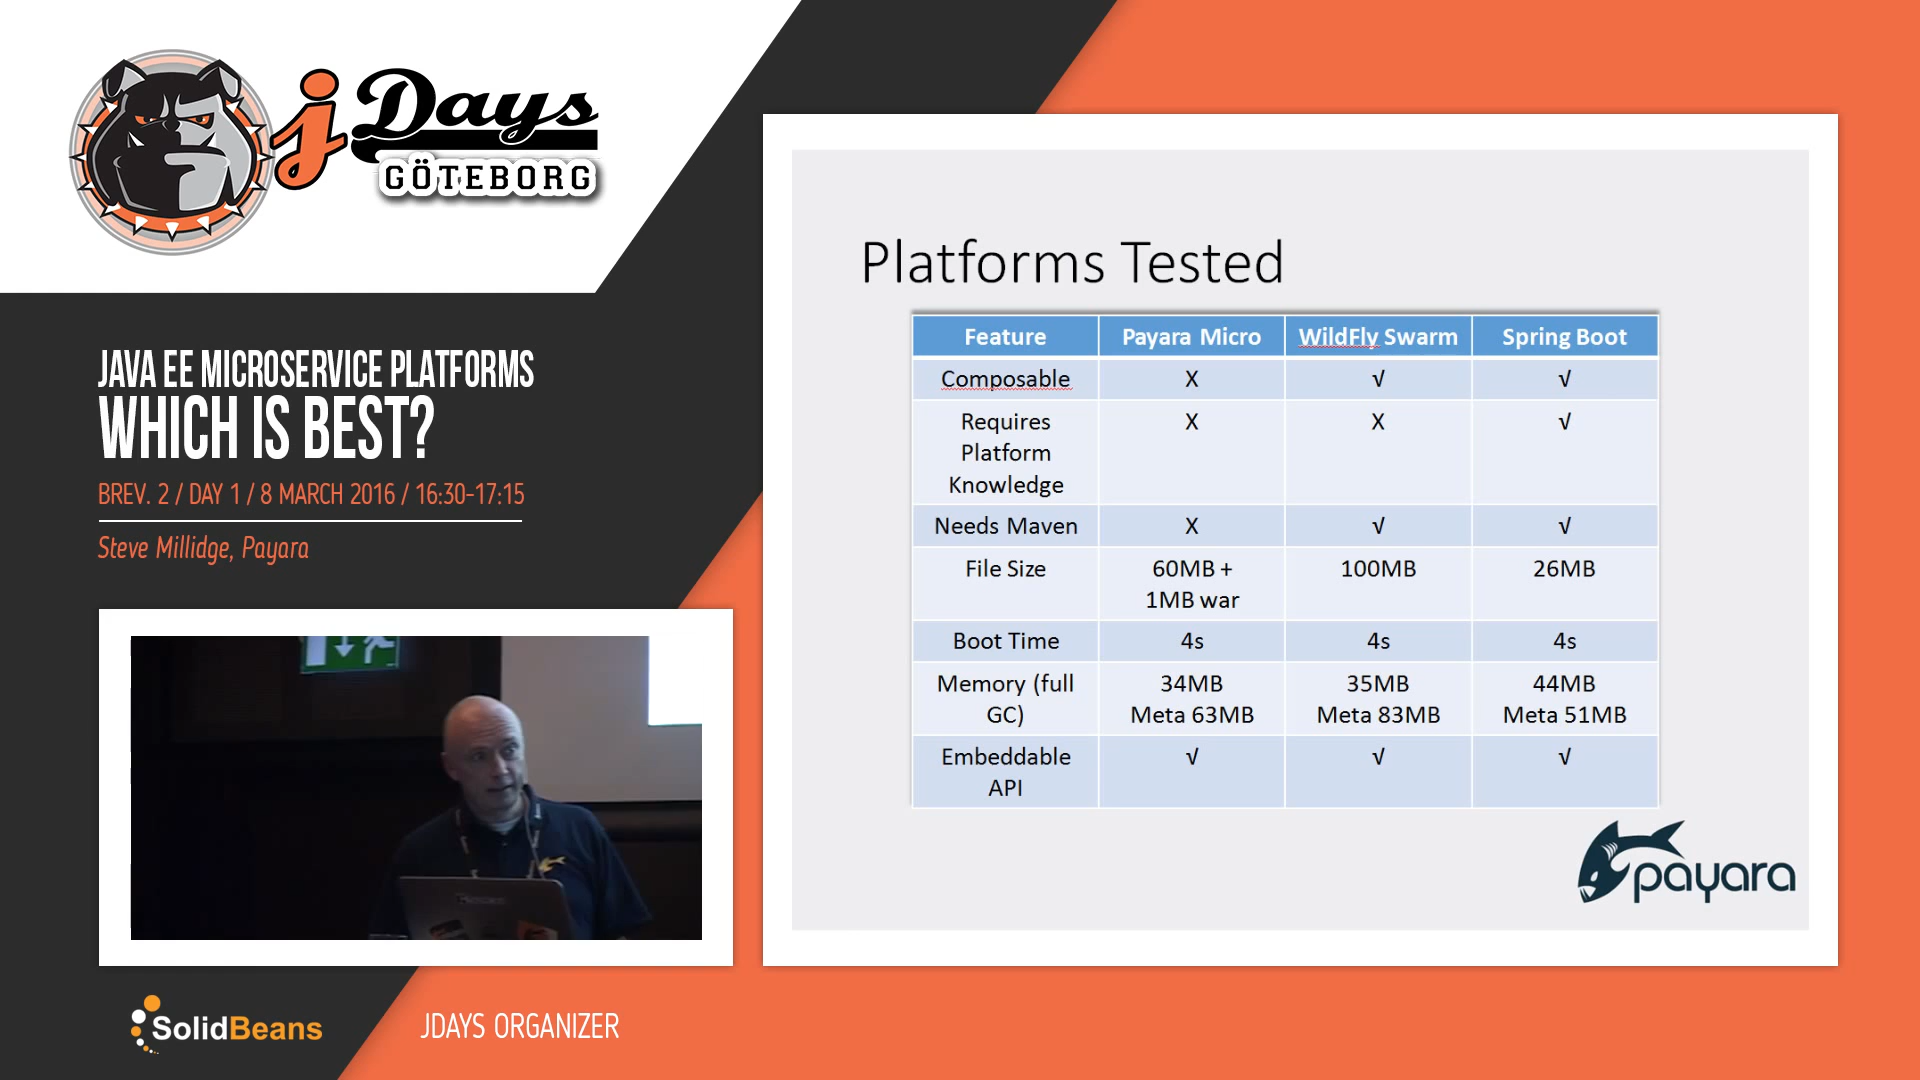 jDays
GÖTEBORG
JAVA EE MICROSERVICE PLATFORMS
WHICH IS BEST?
BREV. 2 / DAY 1 / 8 MARCH 2016 / 16:30-17:15
Steve Millidge, Payara
Platforms Tested
Feature Payara Micro WildFly Swarm Spring Boot
Composable X √ √
Requires X X √
Platform
Knowledge
Needs Maven X √ √
File Size 60MB + 100MB 26MB
1MB war
Boot Time 4s 4s 4s
Memory (full 34MB 35MB 44MB
GC) Meta 63MB Meta 83MB Meta 51MB
Embeddable √ √ √
API
payara
SolidBeans
JDAYS ORGANIZER